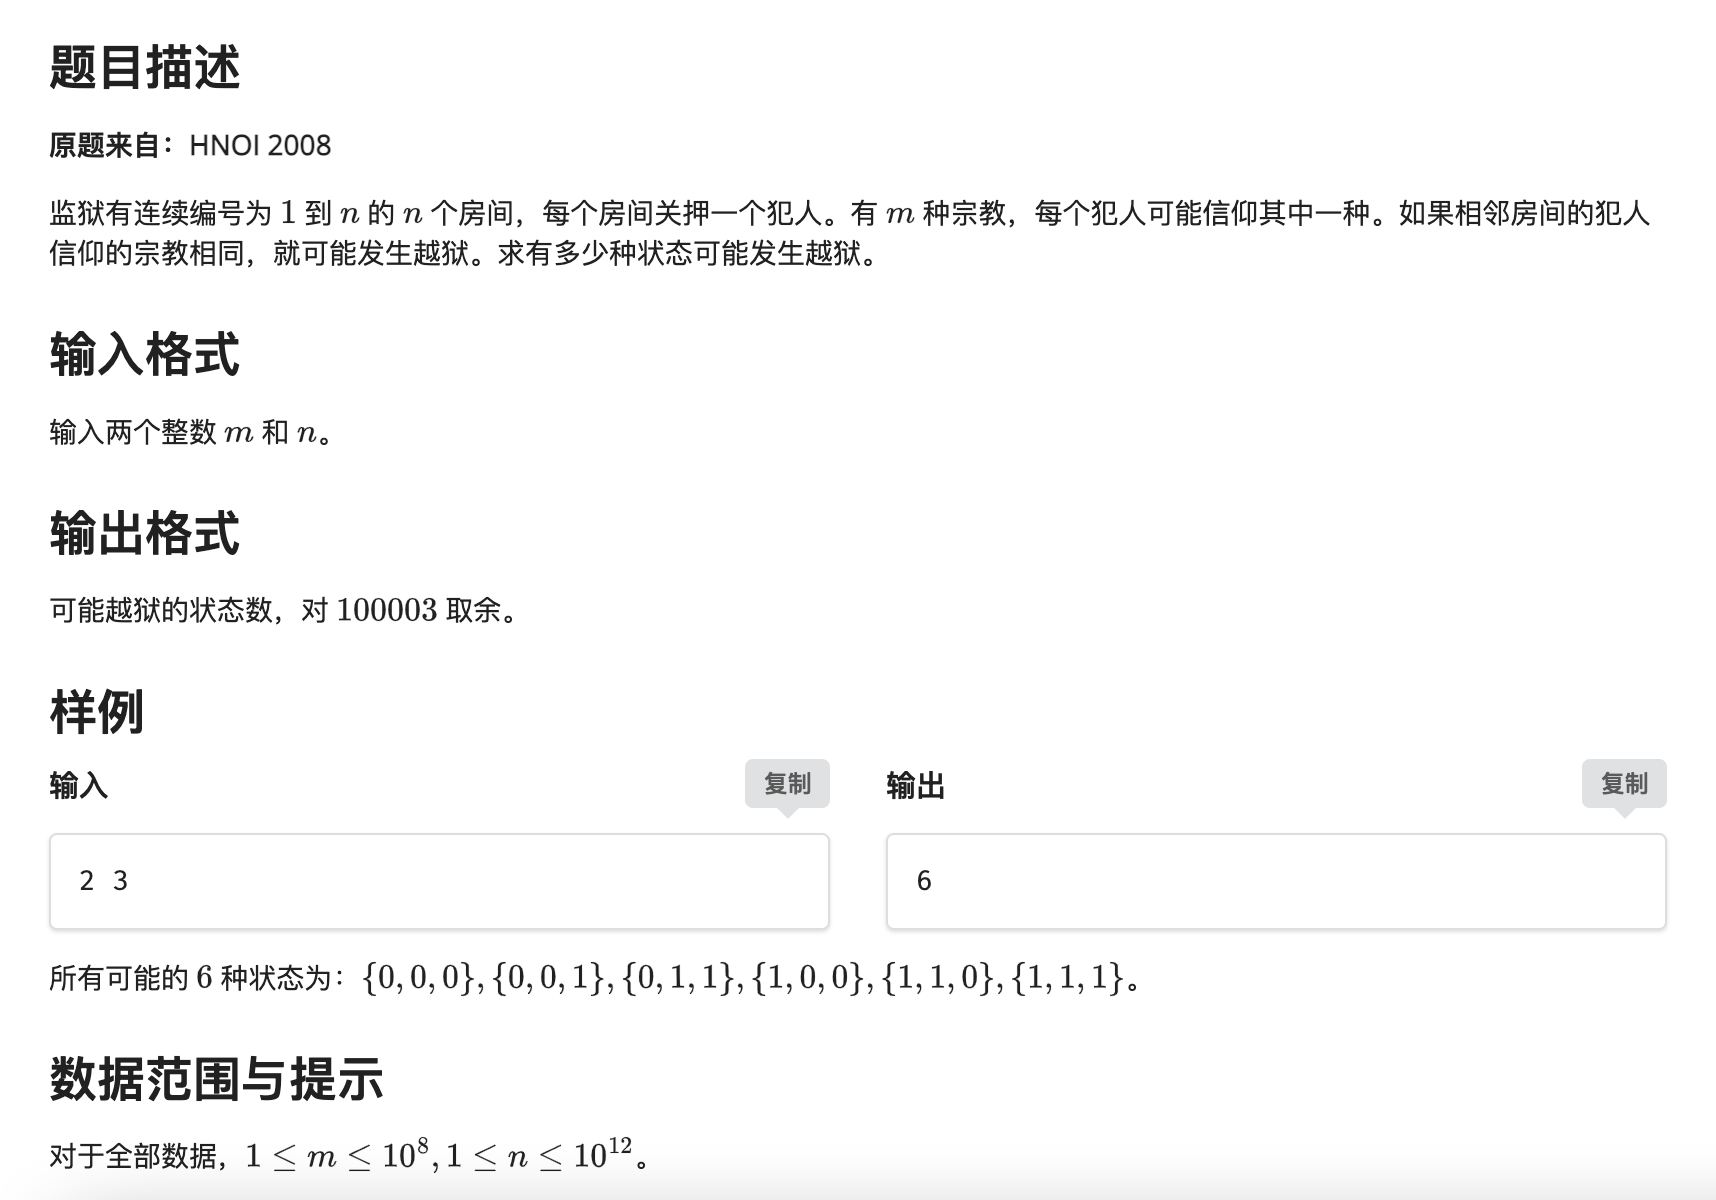 题目描述
原题来自：HNOI 2008
监狱有连续编号为 1 到 n 的 n 个房间，每个房间关押一个犯人。有 m 种宗教，每个犯人可能信仰其中一种。如果相邻房间的犯人
信仰的宗教相同，就可能发生越狱。求有多少种状态可能发生越狱。
输入格式
输入两个整数 m 和 n。
输出格式
可能越狱的状态数，对 100003 取余。
样例
输入 复制 输出 复制
2 3 6
所有可能的 6 种状态为：{0, 0, 0}, {0, 0, 1}, {0, 1, 1}, {1, 0, 0}, {1, 1, 0}, {1, 1, 1}。
数据范围与提示
对于全部数据，1 ≤ m ≤ 10⁸, 1 ≤ n ≤ 10¹²。